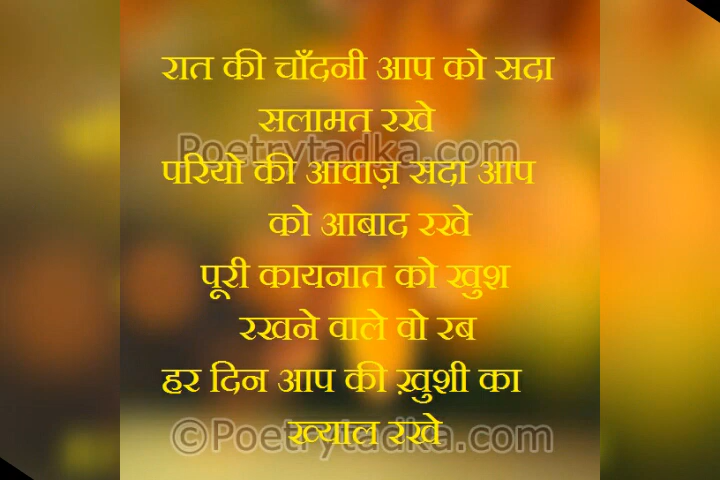 रात की चाँदनी आप को सदा
सलामत रखे
Poetrytadka.com
परियो की आवाज़ सदा आप
को आबाद रखे
पूरी कायनात को खुश
रखने वाले वो रब
हर दिन आप की ख़ुशी का
ख्याल रखे
©Poetrytadka.com